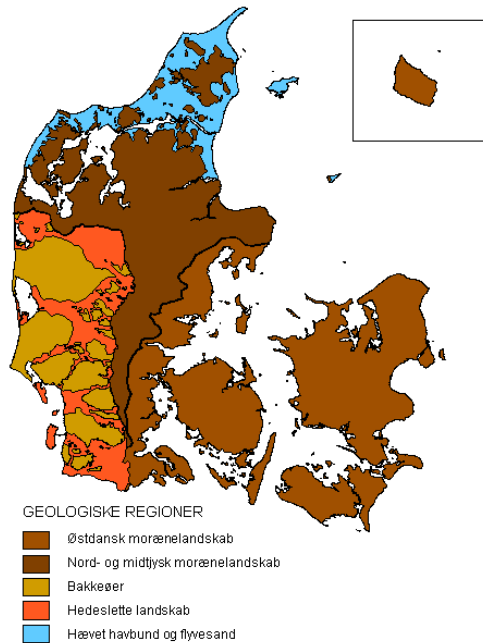 GEOLOGISKE REGIONER
Østdansk morænelandskab
Nord- og midtjysk morænelandskab
Bakkeøer
Hedeslette landskab
Hævet havbund og flyvesand